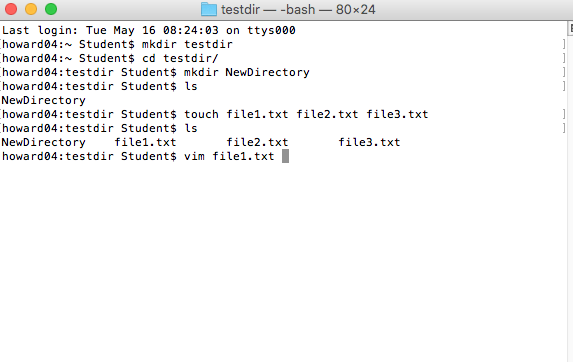 testdir — -bash — 80×24
Last login: Tue May 16 08:24:03 on ttys000
[howard04:~ Student$ mkdir testdir ]
[howard04:~ Student$ cd testdir/ ]
[howard04:testdir Student$ mkdir NewDirectory ]
[howard04:testdir Student$ ls ]
NewDirectory
[howard04:testdir Student$ touch file1.txt file2.txt file3.txt ]
[howard04:testdir Student$ ls ]
NewDirectory    file1.txt       file2.txt       file3.txt
howard04:testdir Student$ vim file1.txt